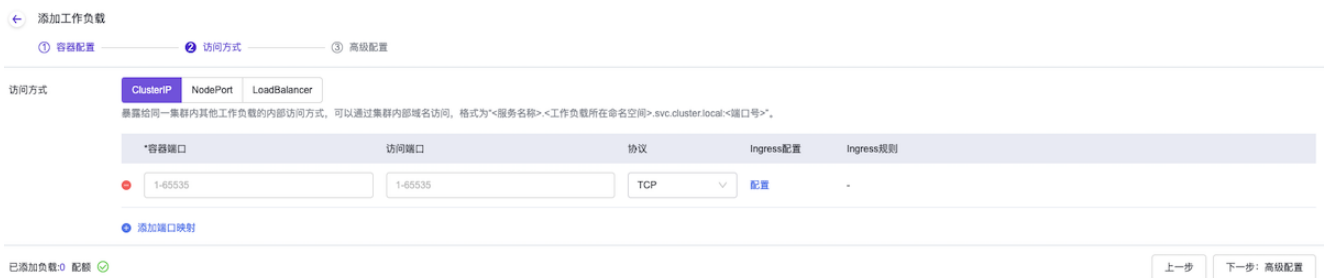 添加工作负载
① 容器配置 ② 访问方式 ③ 高级配置
访问方式 ClusterIP NodePort LoadBalancer
暴露给同一集群内其他工作负载的内部访问方式，可以通过集群内部域名访问，格式为“<服务名称>.<工作负载所在命名空间>.svc.cluster.local:<端口号>”。
*容器端口 访问端口 协议 Ingress配置 Ingress规则
1-65535 1-65535 TCP 配置 -
添加端口映射
已添加负载:0 配额 上一步 下一步：高级配置